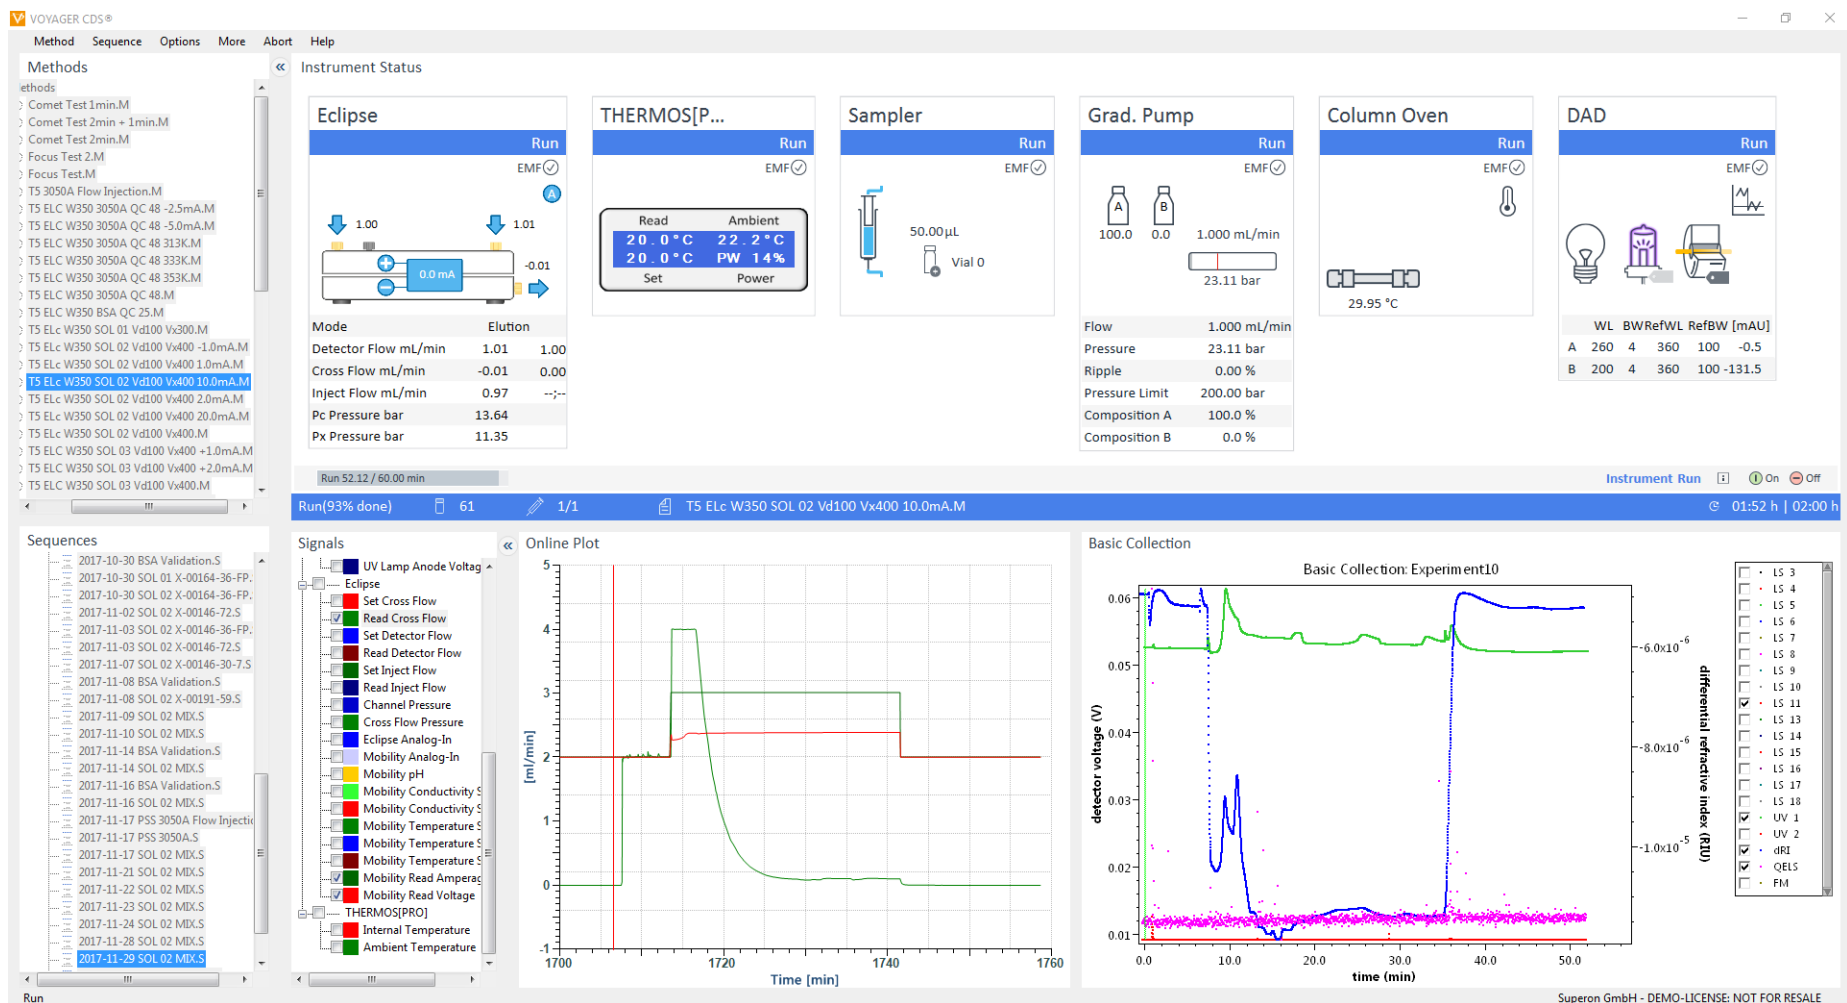 VOYAGER CDS®
Method Sequence Options More Abort Help
Methods
ethods
Comet Test 1min.M
Comet Test 2min + 1min.M
Comet Test 2min.M
Focus Test 2.M
Focus Test.M
T5 3050A Flow Injection.M
T5 ELC W350 3050A QC 48 -2.5mA.M
T5 ELC W350 3050A QC 48 -5.0mA.M
T5 ELC W350 3050A QC 48 313K.M
T5 ELC W350 3050A QC 48 333K.M
T5 ELC W350 3050A QC 48 353K.M
T5 ELC W350 3050A QC 48.M
T5 ELC W350 BSA QC 25.M
T5 ELc W350 SOL 01 Vd100 Vx300.M
T5 ELc W350 SOL 02 Vd100 Vx400 -1.0mA.M
T5 ELc W350 SOL 02 Vd100 Vx400 1.0mA.M
T5 ELc W350 SOL 02 Vd100 Vx400 10.0mA.M
T5 ELc W350 SOL 02 Vd100 Vx400 2.0mA.M
T5 ELc W350 SOL 02 Vd100 Vx400 20.0mA.M
T5 ELc W350 SOL 02 Vd100 Vx400.M
T5 ELC W350 SOL 03 Vd100 Vx400 +1.0mA.M
T5 ELC W350 SOL 03 Vd100 Vx400 +2.0mA.M
T5 ELC W350 SOL 03 Vd100 Vx400.M
Instrument Status
Eclipse
Run
EMF
A
1.00
1.01
0.0 mA
-0.01
Mode Elution
Detector Flow mL/min 1.01 1.00
Cross Flow mL/min -0.01 0.00
Inject Flow mL/min 0.97 --;--
Pc Pressure bar 13.64
Px Pressure bar 11.35
THERMOS[P...
Run
EMF
Read Ambient
20.0°C 22.2°C
20.0°C PW 14%
Set Power
Sampler
Run
EMF
50.00 µL
Vial 0
Grad. Pump
Run
EMF
A B
100.0 0.0 1.000 mL/min
23.11 bar
Flow 1.000 mL/min
Pressure 23.11 bar
Ripple 0.00 %
Pressure Limit 200.00 bar
Composition A 100.0 %
Composition B 0.0 %
Column Oven
Run
EMF
29.95 °C
DAD
Run
EMF
WL BW RefWL RefBW [mAU]
A 260 4 360 100 -0.5
B 200 4 360 100 -131.5
Run 52.12 / 60.00 min
Instrument Run i On Off
Run(93% done) 61 1/1 T5 ELc W350 SOL 02 Vd100 Vx400 10.0mA.M 01:52 h | 02:00 h
Sequences
2017-10-30 BSA Validation.S
2017-10-30 SOL 01 X-00164-36-FP.
2017-10-30 SOL 02 X-00164-36-FP.
2017-11-02 SOL 02 X-00146-72.S
2017-11-03 SOL 02 X-00146-36-FP.
2017-11-03 SOL 02 X-00146-72.S
2017-11-07 SOL 02 X-00146-30-7.S
2017-11-08 BSA Validation.S
2017-11-08 SOL 02 X-00191-59.S
2017-11-09 SOL 02 MIX.S
2017-11-10 SOL 02 MIX.S
2017-11-14 BSA Validation.S
2017-11-14 SOL 02 MIX.S
2017-11-16 BSA Validation.S
2017-11-16 SOL 02 MIX.S
2017-11-17 PSS 3050A Flow Injectic
2017-11-17 PSS 3050A.S
2017-11-17 SOL 02 MIX.S
2017-11-21 SOL 02 MIX.S
2017-11-22 SOL 02 MIX.S
2017-11-23 SOL 02 MIX.S
2017-11-24 SOL 02 MIX.S
2017-11-28 SOL 02 MIX.S
2017-11-29 SOL 02 MIX.S
Signals
UV Lamp Anode Voltag
Eclipse
Set Cross Flow
Read Cross Flow
Set Detector Flow
Read Detector Flow
Set Inject Flow
Read Inject Flow
Channel Pressure
Cross Flow Pressure
Eclipse Analog-In
Mobility Analog-In
Mobility pH
Mobility Conductivity S
Mobility Conductivity S
Mobility Temperature S
Mobility Temperature S
Mobility Temperature S
Mobility Read Amperag
Mobility Read Voltage
THERMOS[PRO]
Internal Temperature
Ambient Temperature
Online Plot
5
4
3
2
1
0
-1
[ml/min]
1700 1720 1740 1760
Time [min]
Basic Collection
Basic Collection: Experiment10
0.06
0.05
0.04
0.03
0.02
0.01
detector voltage (V)
-6.0x10⁻⁶
-8.0x10⁻⁶
-1.0x10⁻⁵
differential refractive index (RIU)
0.0 10.0 20.0 30.0 40.0 50.0
time (min)
LS 3
LS 4
LS 5
LS 6
LS 7
LS 8
LS 9
LS 10
LS 11
LS 13
LS 14
LS 15
LS 16
LS 17
LS 18
UV 1
UV 2
dRI
QELS
FM
Run
Superon GmbH - DEMO-LICENSE: NOT FOR RESALE